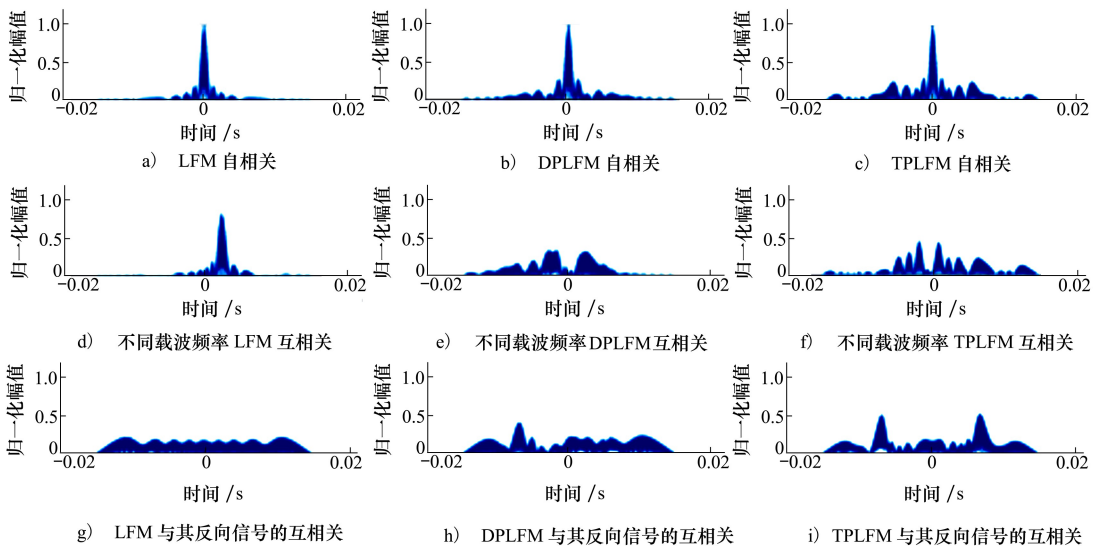 归一化幅值 1.0 0.5 0 −0.02 0 0.02 时间 /s
归一化幅值 1.0 0.5 0 −0.02 0 0.02 时间 /s
归一化幅值 1.0 0.5 0 −0.02 0 0.02 时间 /s
a) LFM 自相关
b) DPLFM 自相关
c) TPLFM 自相关
归一化幅值 1.0 0.5 0 −0.02 0 0.02 时间 /s
归一化幅值 1.0 0.5 0 −0.02 0 0.02 时间 /s
归一化幅值 1.0 0.5 0 −0.02 0 0.02 时间 /s
d) 不同载波频率 LFM 互相关
e) 不同载波频率DPLFM互相关
f) 不同载波频率 TPLFM 互相关
归一化幅值 1.0 0.5 0 −0.02 0 0.02 时间 /s
归一化幅值 1.0 0.5 0 −0.02 0 0.02 时间 /s
归一化幅值 1.0 0.5 0 −0.02 0 0.02 时间 /s
g) LFM 与其反向信号的互相关
h) DPLFM 与其反向信号的互相关
i) TPLFM 与其反向信号的互相关